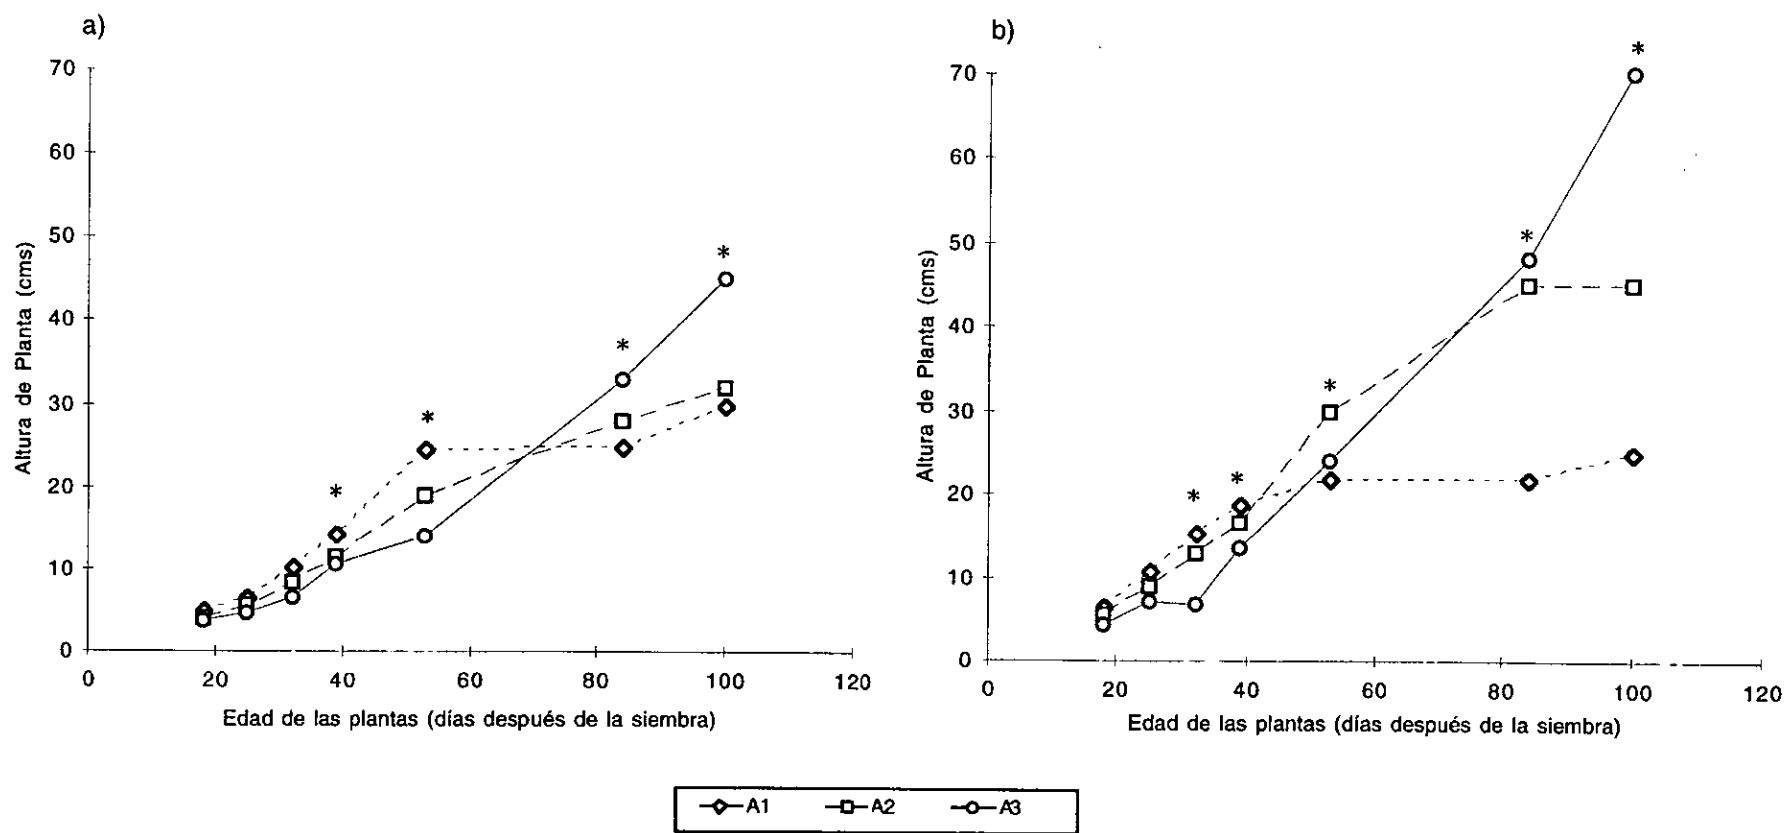 a)
70
60
50
40
30
20
10
0
Altura de Planta (cms)
* * * *
0 20 40 60 80 100 120
Edad de las plantas (días después de la siembra)
b)
70
60
50
40
30
20
10
0
Altura de Planta (cms)
* * * * *
0 20 40 60 80 100 120
Edad de las plantas (días después de la siembra)
A1 A2 A3